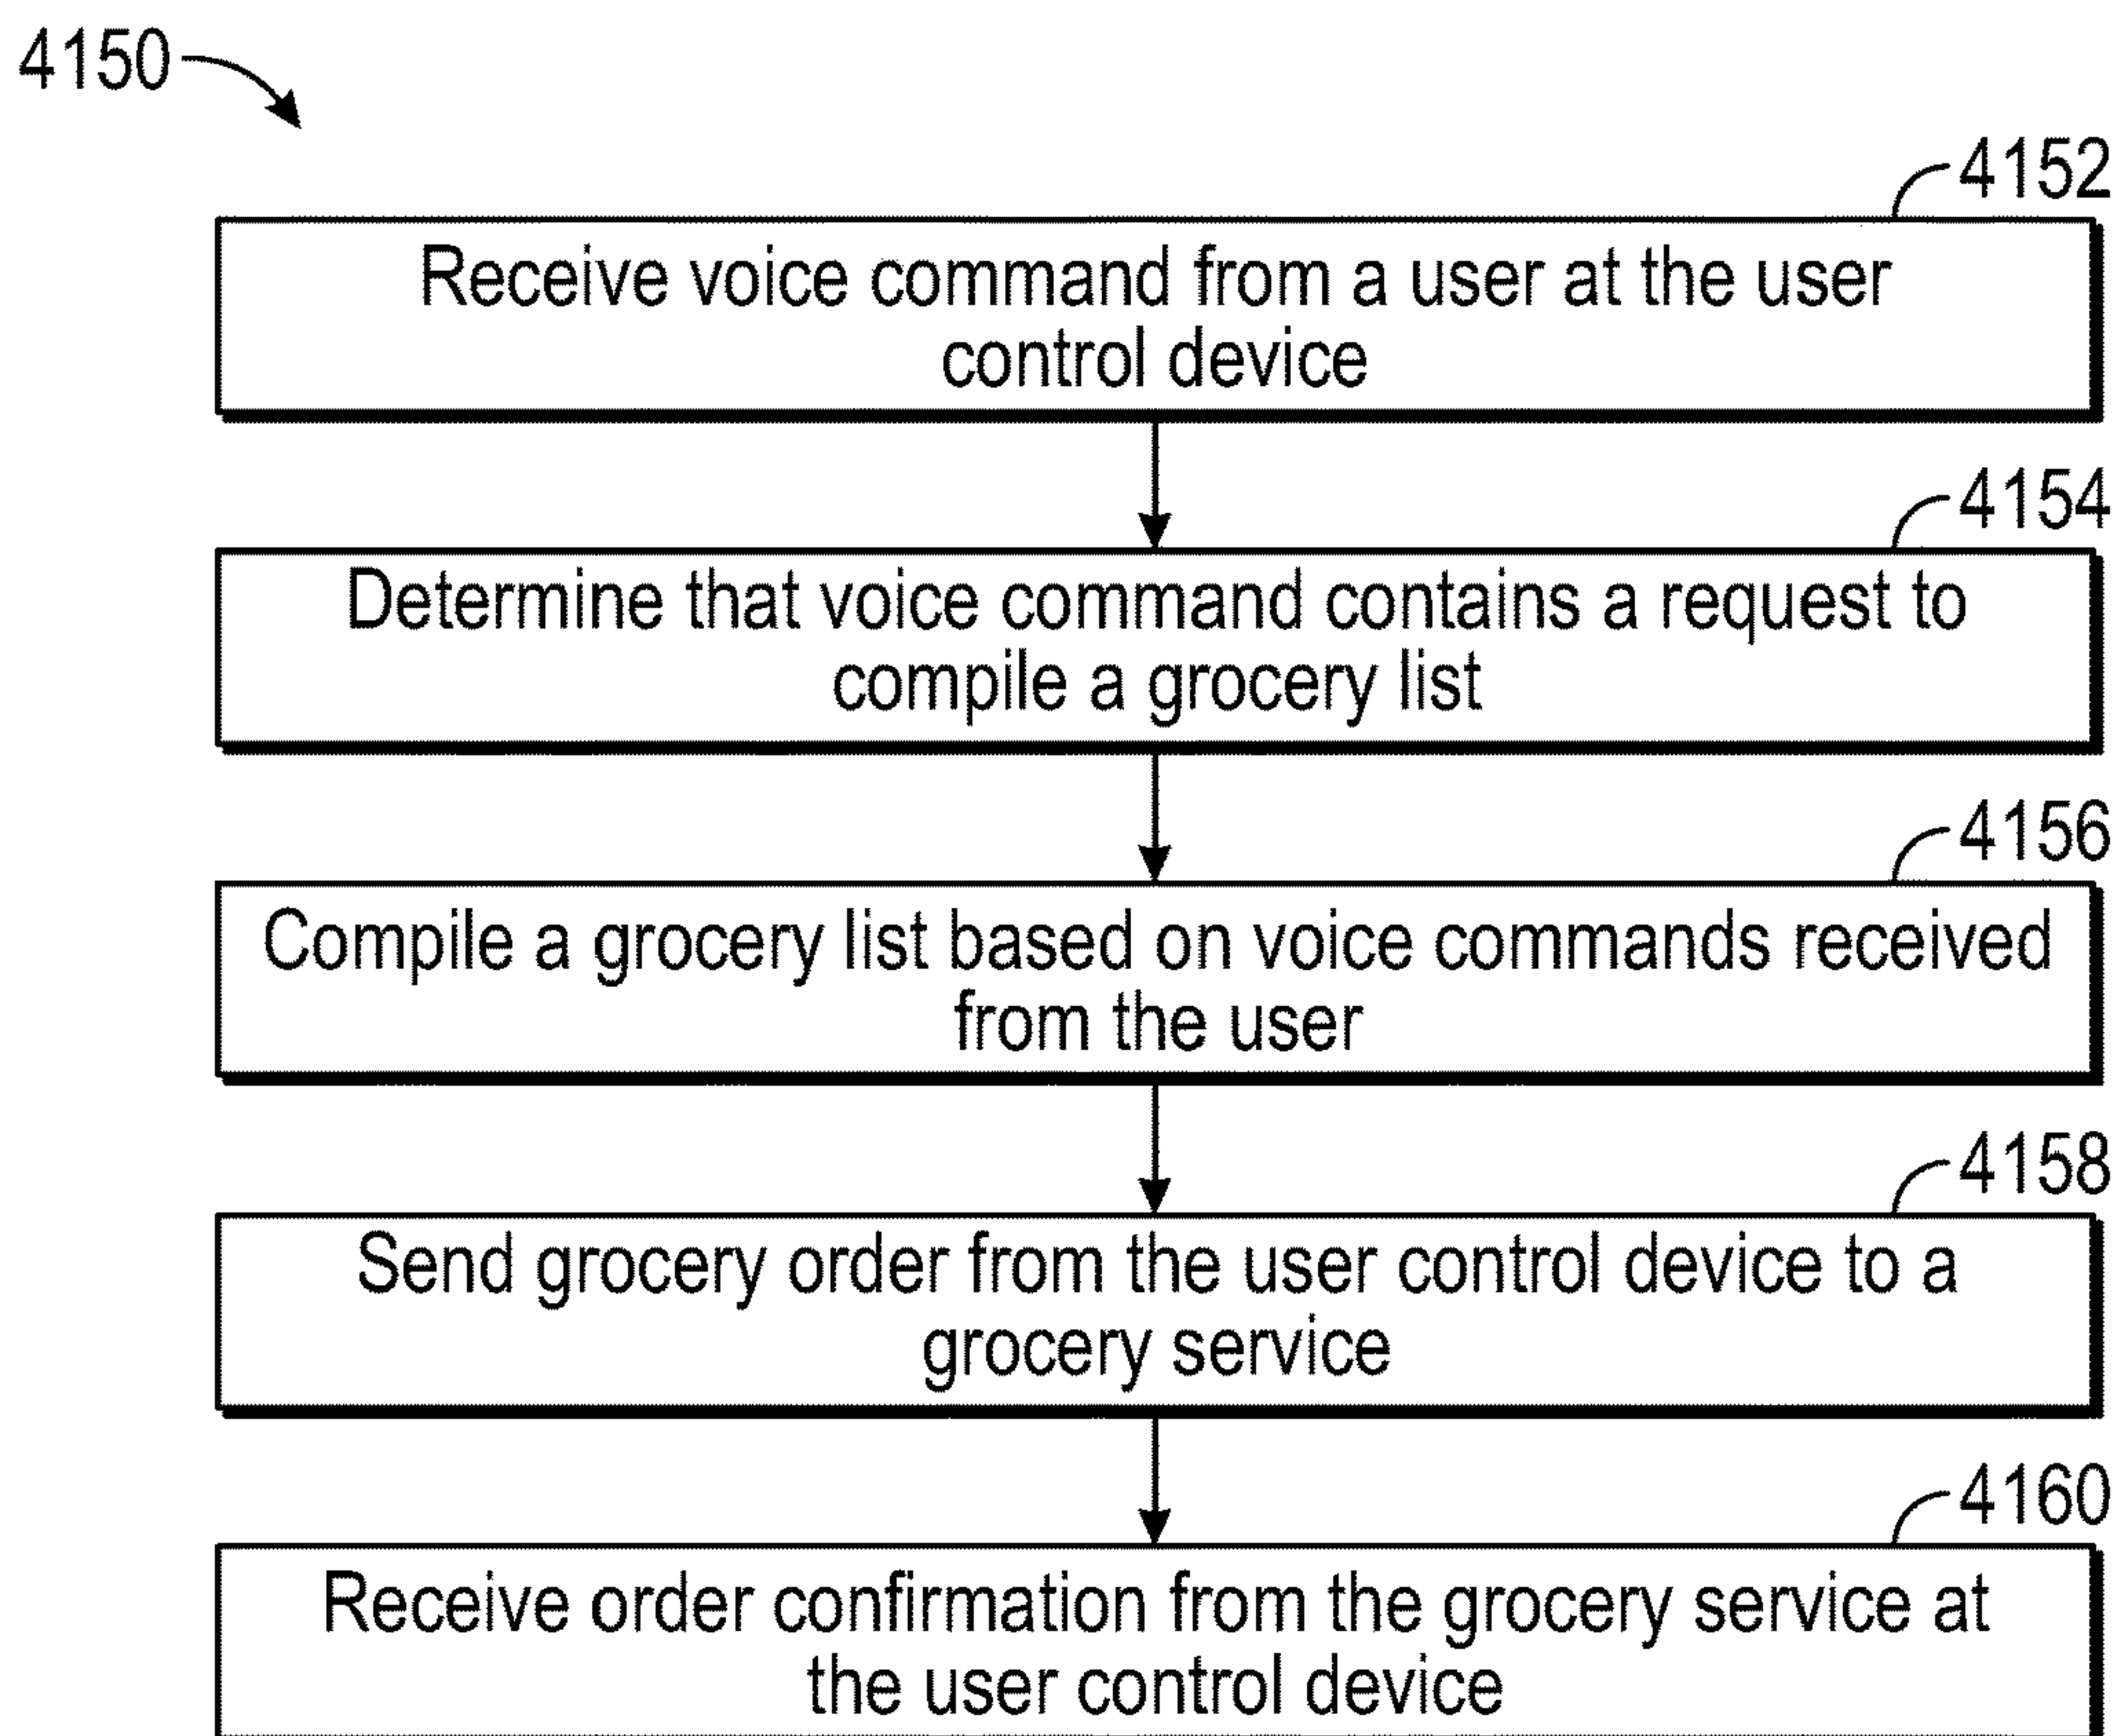 4150
4152
Receive voice command from a user at the user
control device
4154
Determine that voice command contains a request to
compile a grocery list
4156
Compile a grocery list based on voice commands received
from the user
4158
Send grocery order from the user control device to a
grocery service
4160
Receive order confirmation from the grocery service at
the user control device